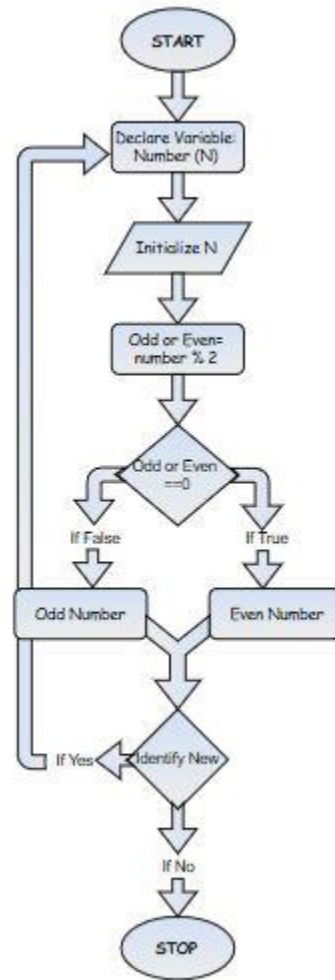 START
Declare Variable:
Number (N)
Initialize N
Odd or Even=
number % 2
Odd or Even
==0
If False
If True
Odd Number
Even Number
If Yes
Identify New
If No
STOP